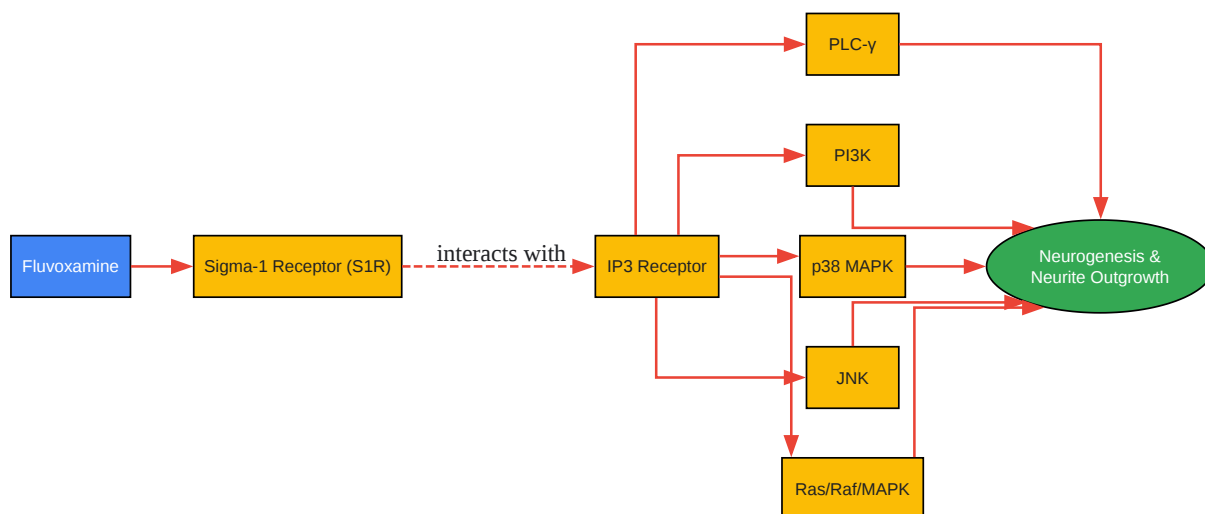 PLC-γ
PI3K
Fluvoxamine
Sigma-1 Receptor (S1R)
interacts with
IP3 Receptor
p38 MAPK
Neurogenesis &
Neurite Outgrowth
JNK
Ras/Raf/MAPK